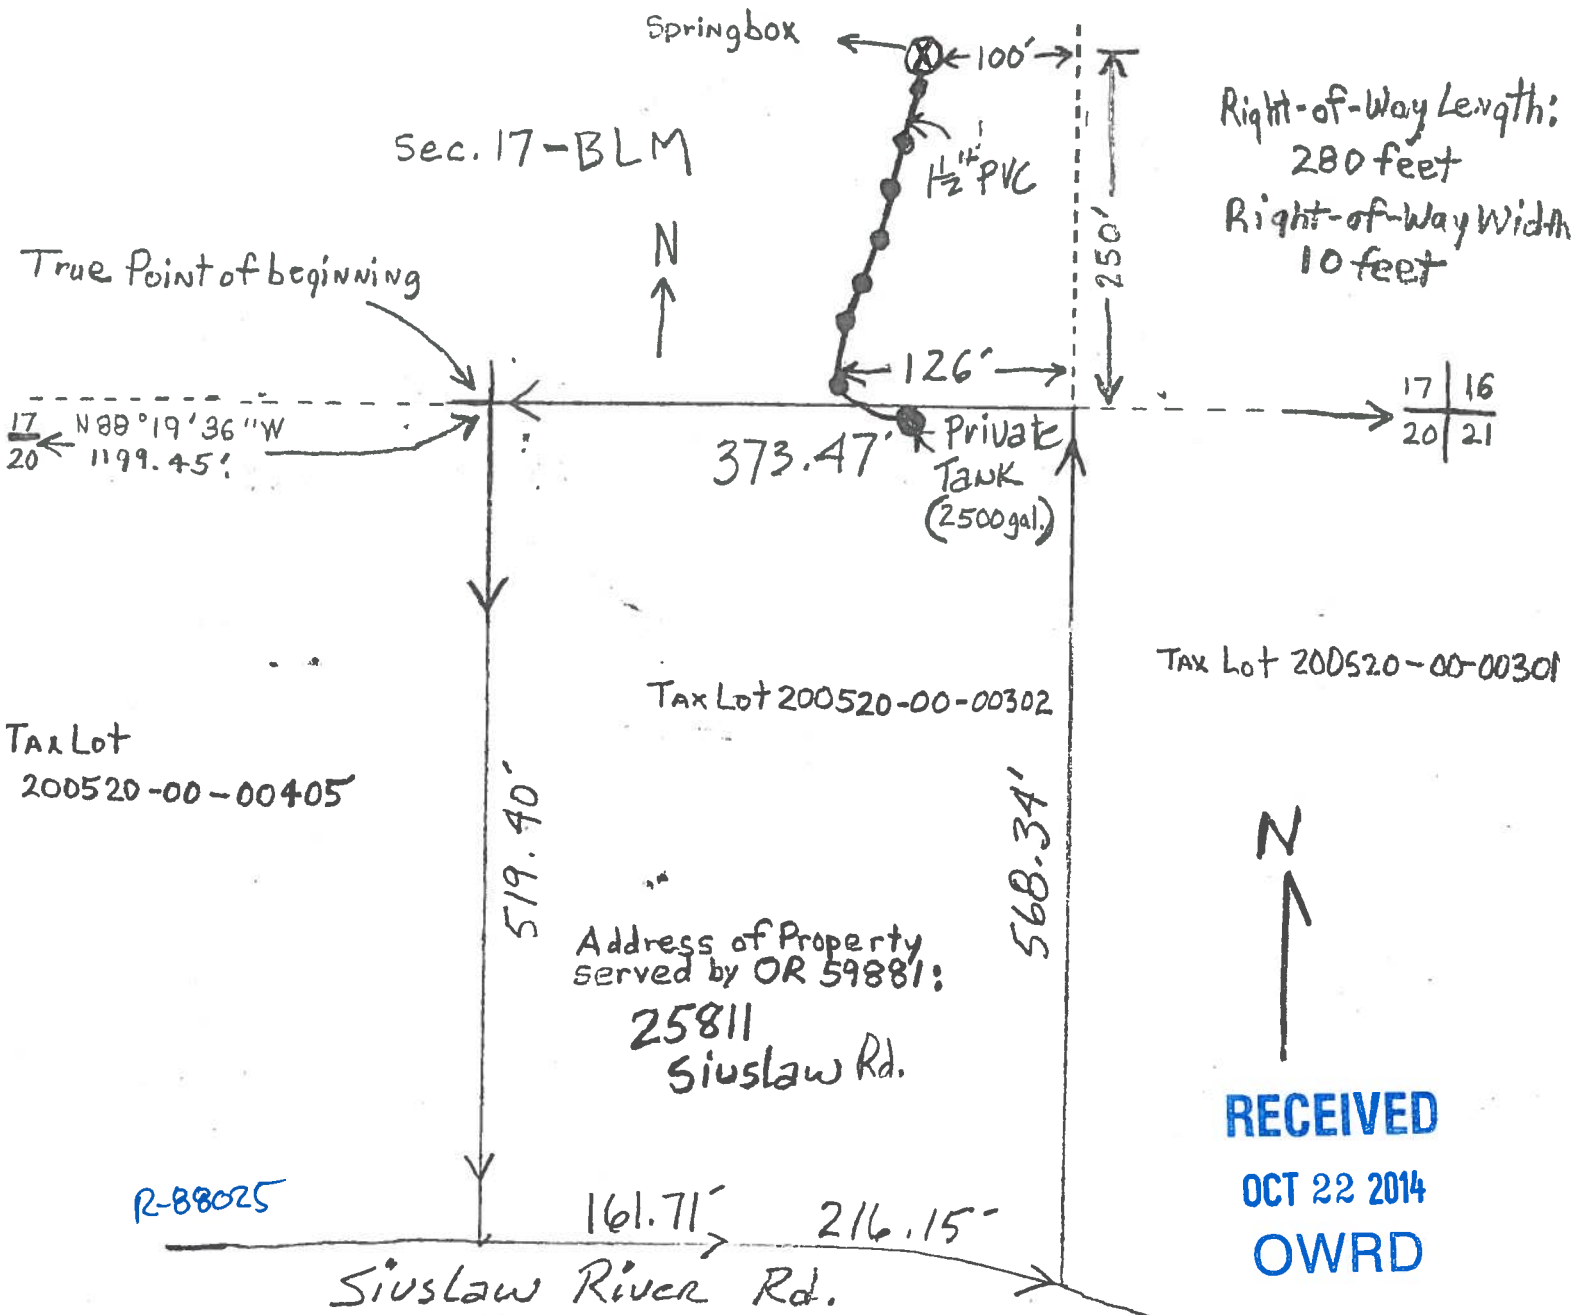 Springbox
100'
Right-of-Way Length:
280 feet
Right-of-Way Width
10 feet
Sec. 17-BLM
1½" PVC
250'
N
True Point of beginning
126'
17 | 16
20 | 21
17
20
N88°19'36"W
1199.45'
373.47'
Private
Tank
(2500gal.)
Tax Lot 200520-00-00301
Tax Lot 200520-00-00302
Tax Lot
200520-00-00405
519.40'
568.34'
N
Address of Property
served by OR 59881:
25811
Siuslaw Rd.
RECEIVED
OCT 22 2014
OWRD
R-88025
161.71'
216.15'
Siuslaw River Rd.